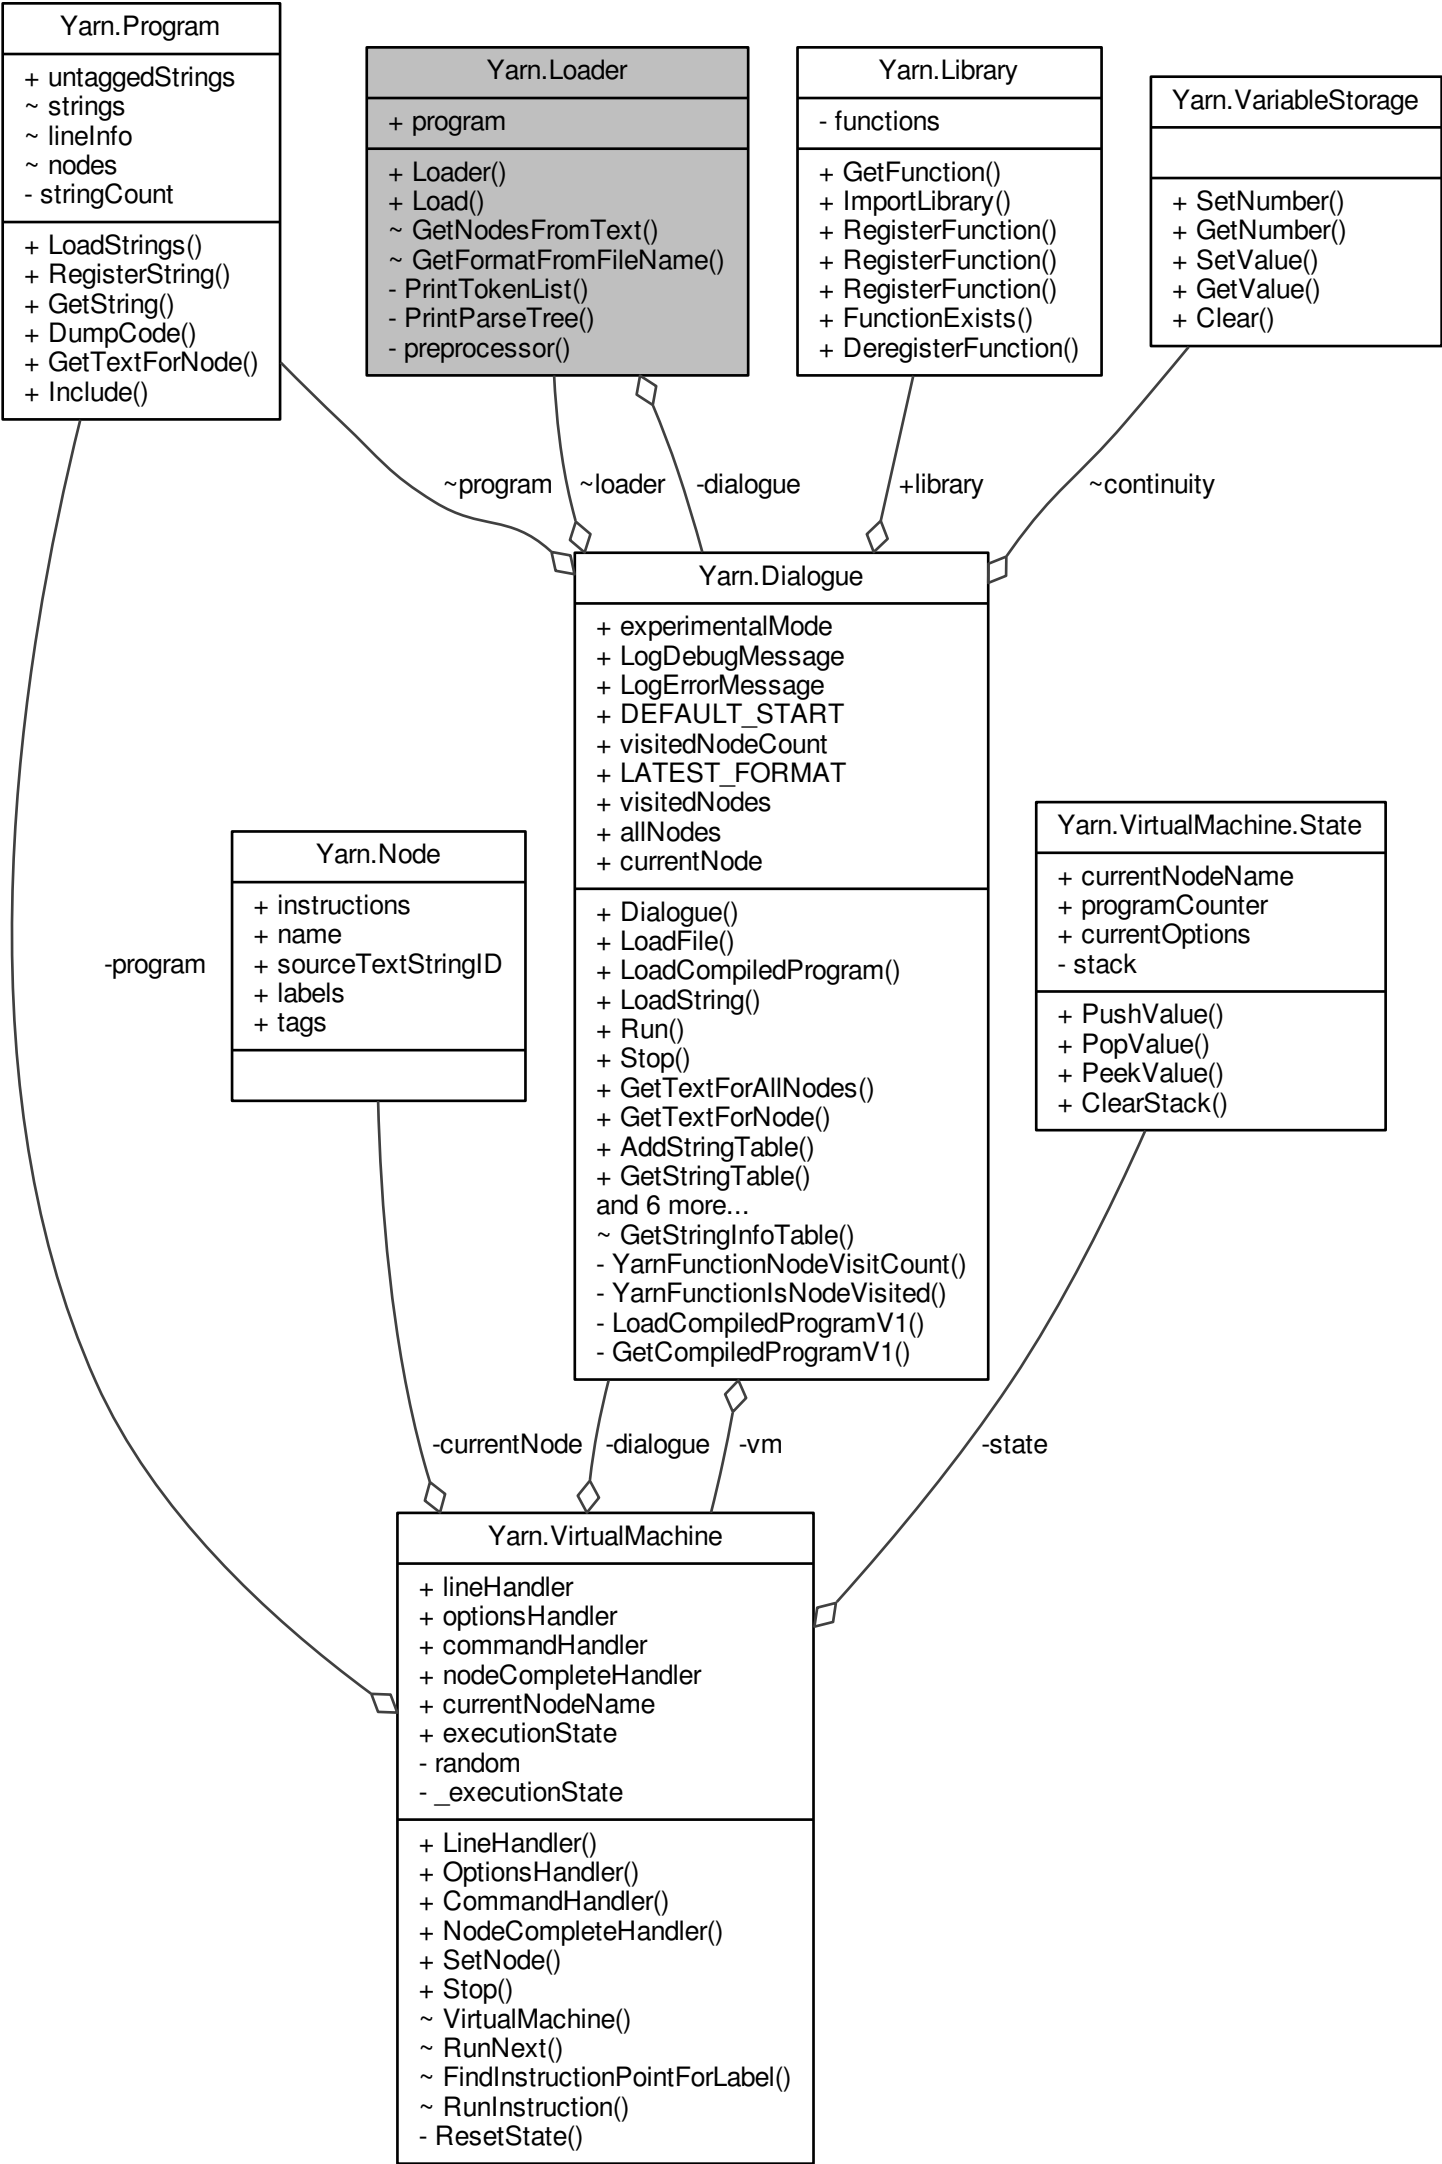 Yarn.Program
+ untaggedStrings
~ strings
~ lineInfo
~ nodes
- stringCount
+ LoadStrings()
+ RegisterString()
+ GetString()
+ DumpCode()
+ GetTextForNode()
+ Include()
Yarn.Loader
+ program
+ Loader()
+ Load()
~ GetNodesFromText()
~ GetFormatFromFileName()
- PrintTokenList()
- PrintParseTree()
- preprocessor()
Yarn.Library
- functions
+ GetFunction()
+ ImportLibrary()
+ RegisterFunction()
+ RegisterFunction()
+ RegisterFunction()
+ FunctionExists()
+ DeregisterFunction()
Yarn.VariableStorage
+ SetNumber()
+ GetNumber()
+ SetValue()
+ GetValue()
+ Clear()
~program
~loader
-dialogue
+library
~continuity
Yarn.Dialogue
+ experimentalMode
+ LogDebugMessage
+ LogErrorMessage
+ DEFAULT_START
+ visitedNodeCount
+ LATEST_FORMAT
+ visitedNodes
+ allNodes
+ currentNode
+ Dialogue()
+ LoadFile()
+ LoadCompiledProgram()
+ LoadString()
+ Run()
+ Stop()
+ GetTextForAllNodes()
+ GetTextForNode()
+ AddStringTable()
+ GetStringTable()
and 6 more...
~ GetStringInfoTable()
- YarnFunctionNodeVisitCount()
- YarnFunctionIsNodeVisited()
- LoadCompiledProgramV1()
- GetCompiledProgramV1()
-program
Yarn.Node
+ instructions
+ name
+ sourceTextStringID
+ labels
+ tags
Yarn.VirtualMachine.State
+ currentNodeName
+ programCounter
+ currentOptions
- stack
+ PushValue()
+ PopValue()
+ PeekValue()
+ ClearStack()
-currentNode
-dialogue
-vm
-state
Yarn.VirtualMachine
+ lineHandler
+ optionsHandler
+ commandHandler
+ nodeCompleteHandler
+ currentNodeName
+ executionState
- random
- _executionState
+ LineHandler()
+ OptionsHandler()
+ CommandHandler()
+ NodeCompleteHandler()
+ SetNode()
+ Stop()
~ VirtualMachine()
~ RunNext()
~ FindInstructionPointForLabel()
~ RunInstruction()
- ResetState()